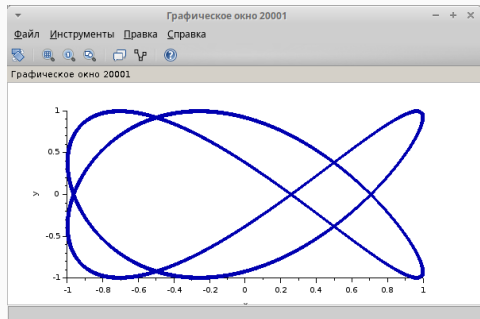 Графическое окно 20001
Файл Инструменты Правка Справка
Графическое окно 20001
1
0.5
0
-0.5
-1
y
-1 -0.8 -0.6 -0.4 -0.2 0 0.2 0.4 0.6 0.8 1